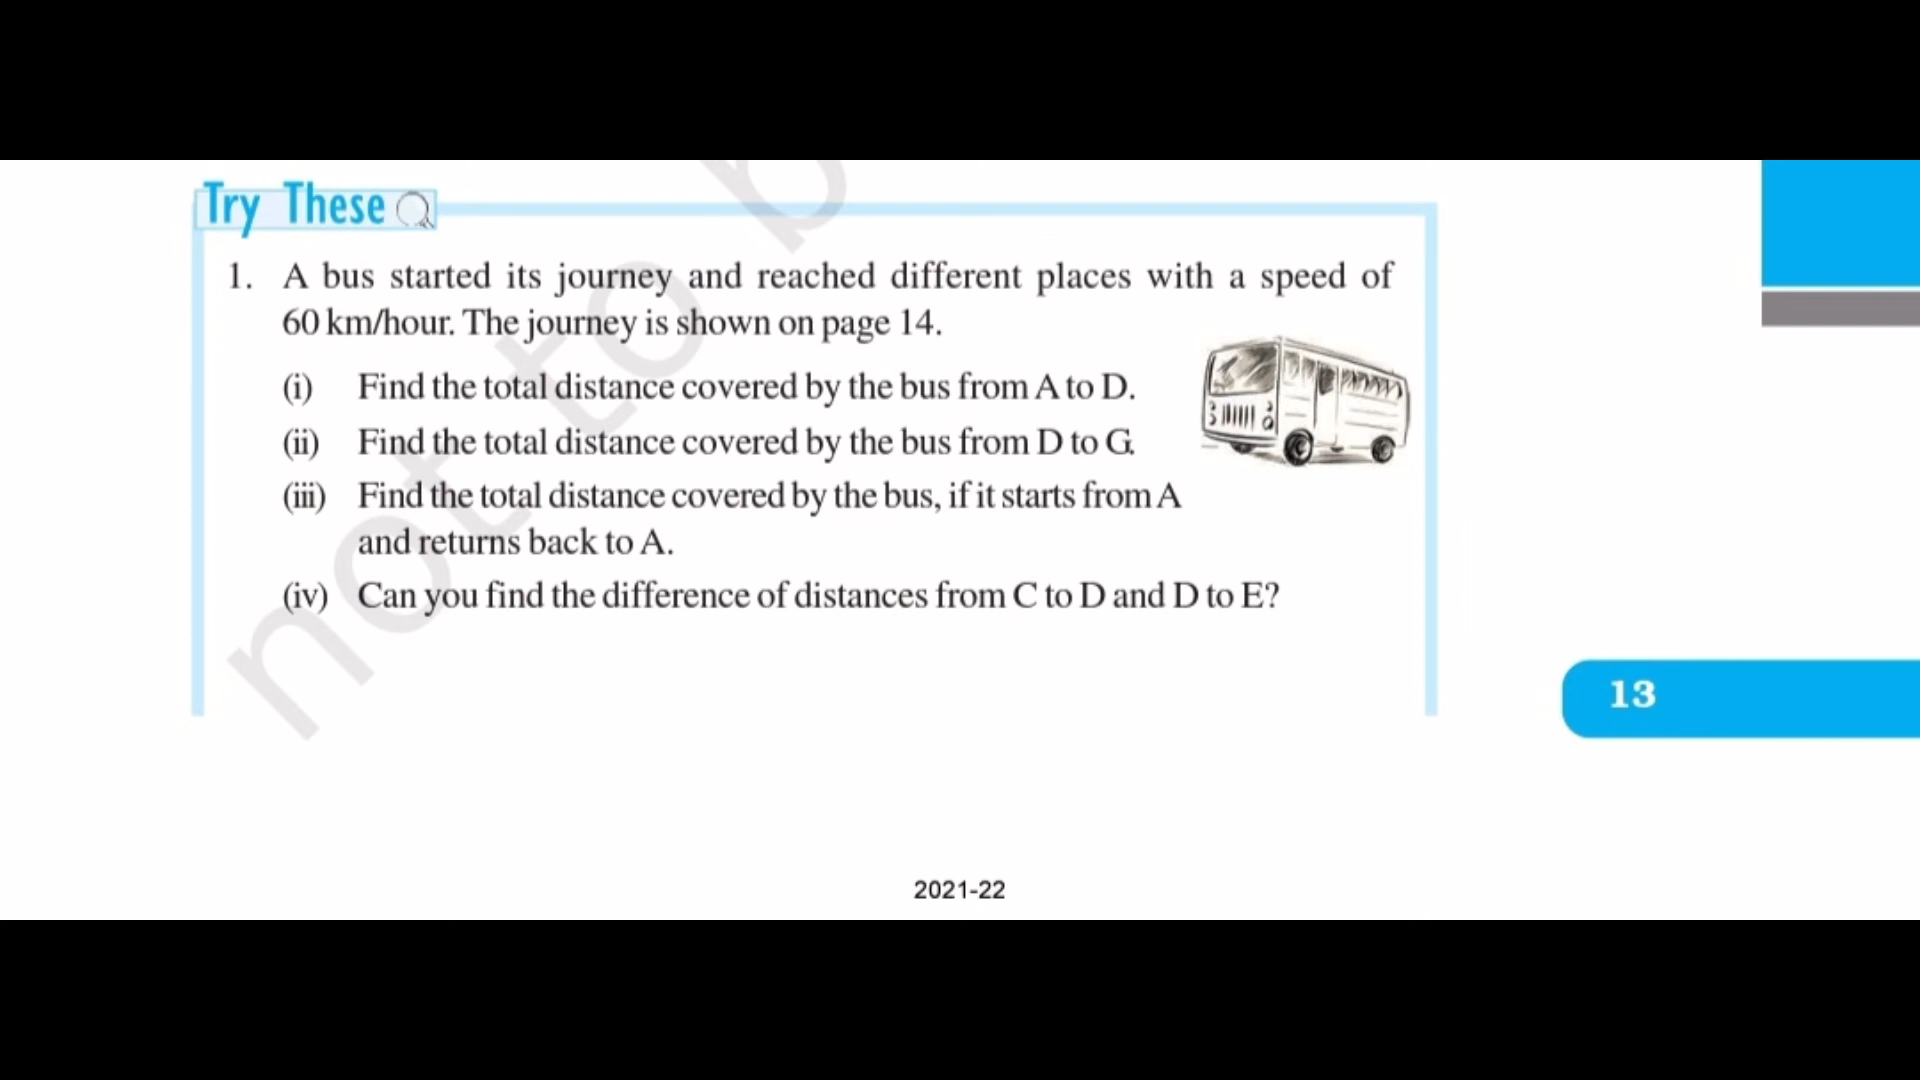 Try These
1. A bus started its journey and reached different places with a speed of
60 km/hour. The journey is shown on page 14.
(i) Find the total distance covered by the bus from A to D.
(ii) Find the total distance covered by the bus from D to G.
(iii) Find the total distance covered by the bus, if it starts from A
and returns back to A.
(iv) Can you find the difference of distances from C to D and D to E?
not to b
13
2021-22